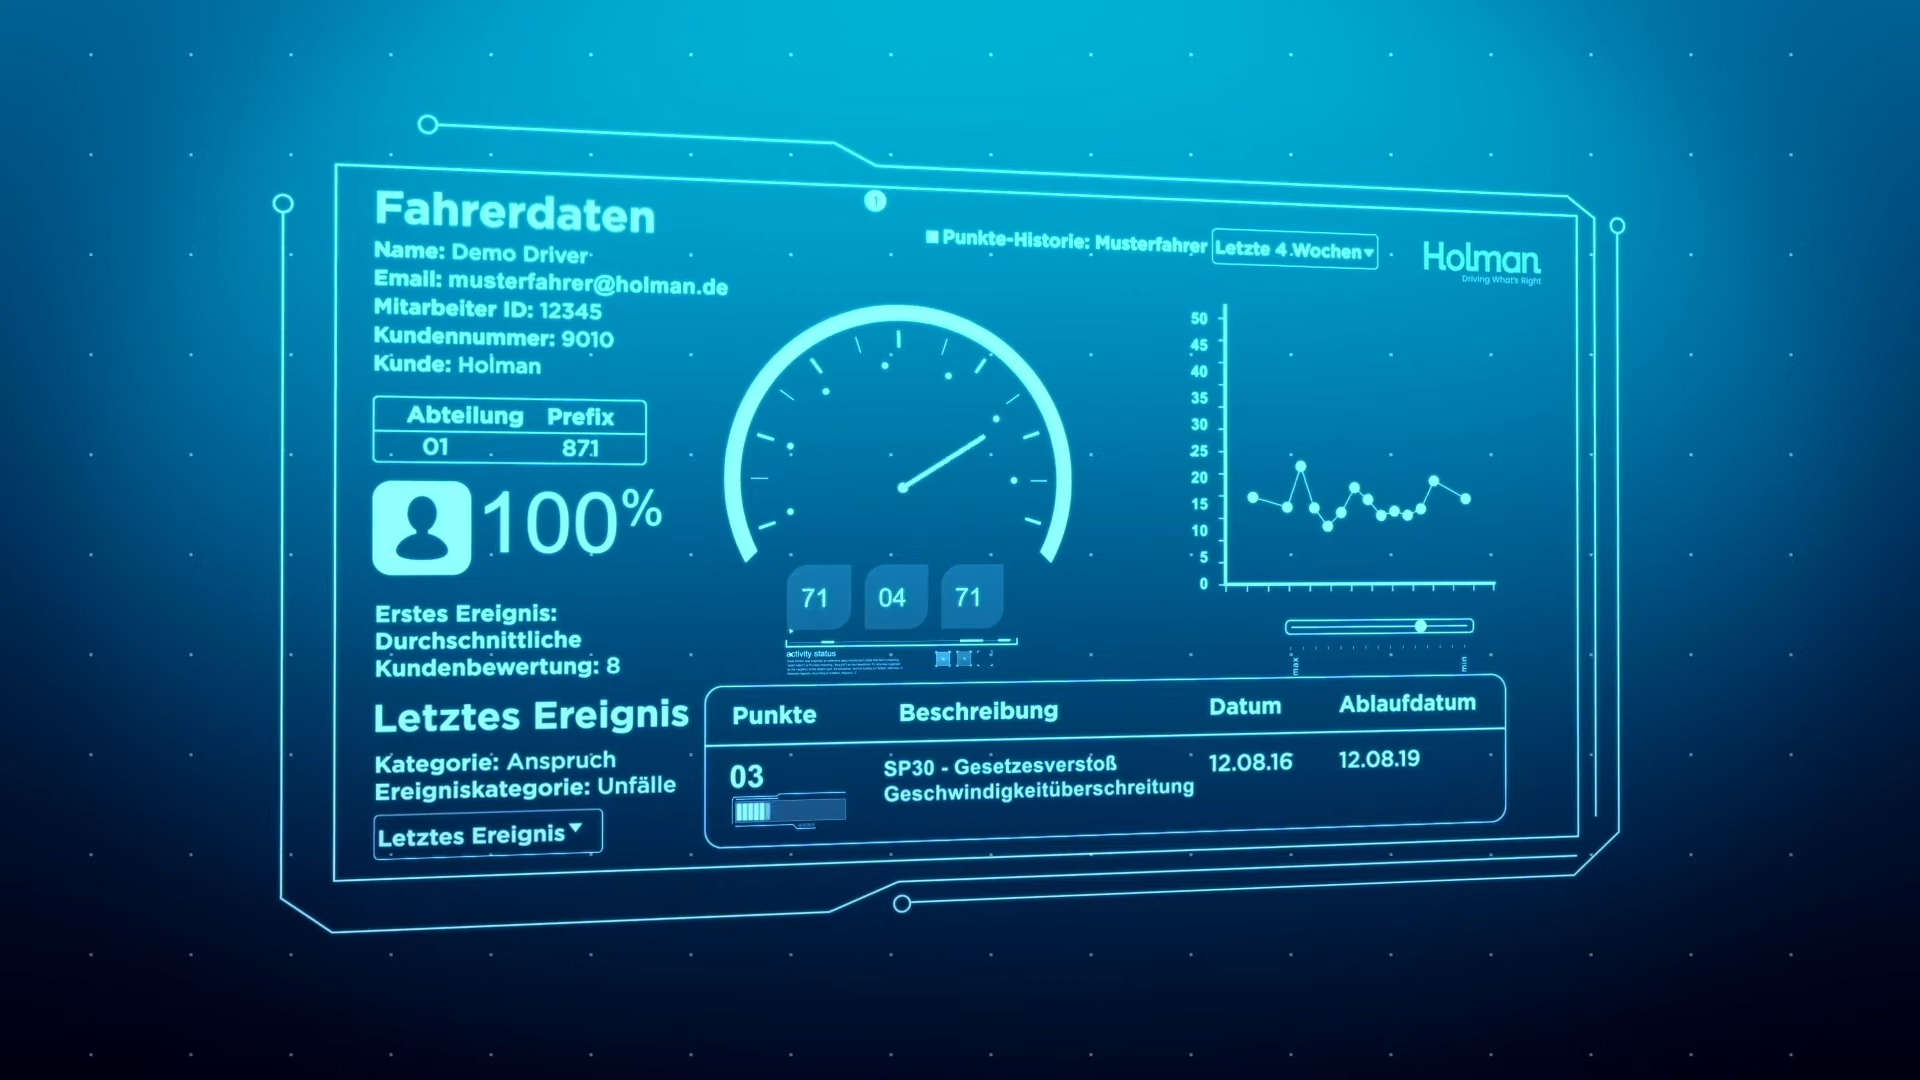 Fahrerdaten
Name: Demo Driver
Email: musterfahrer@holman.de
Mitarbeiter ID: 12345
Kundennummer: 9010
Kunde: Holman
Abteilung Prefix
01 871
100%
Erstes Ereignis:
Durchschnittliche
Kundenbewertung: 8
Letztes Ereignis
Kategorie: Anspruch
Ereigniskategorie: Unfälle
Letztes Ereignis
1
71 04 71
activity status
Punkte-Historie: Musterfahrer Letzte 4 Wochen
Holman
Driving What's Right
50
45
40
35
30
25
20
15
10
5
0
max min
Punkte Beschreibung Datum Ablaufdatum
03 SP30 - Gesetzesverstoß 12.08.16 12.08.19
Geschwindigkeitüberschreitung